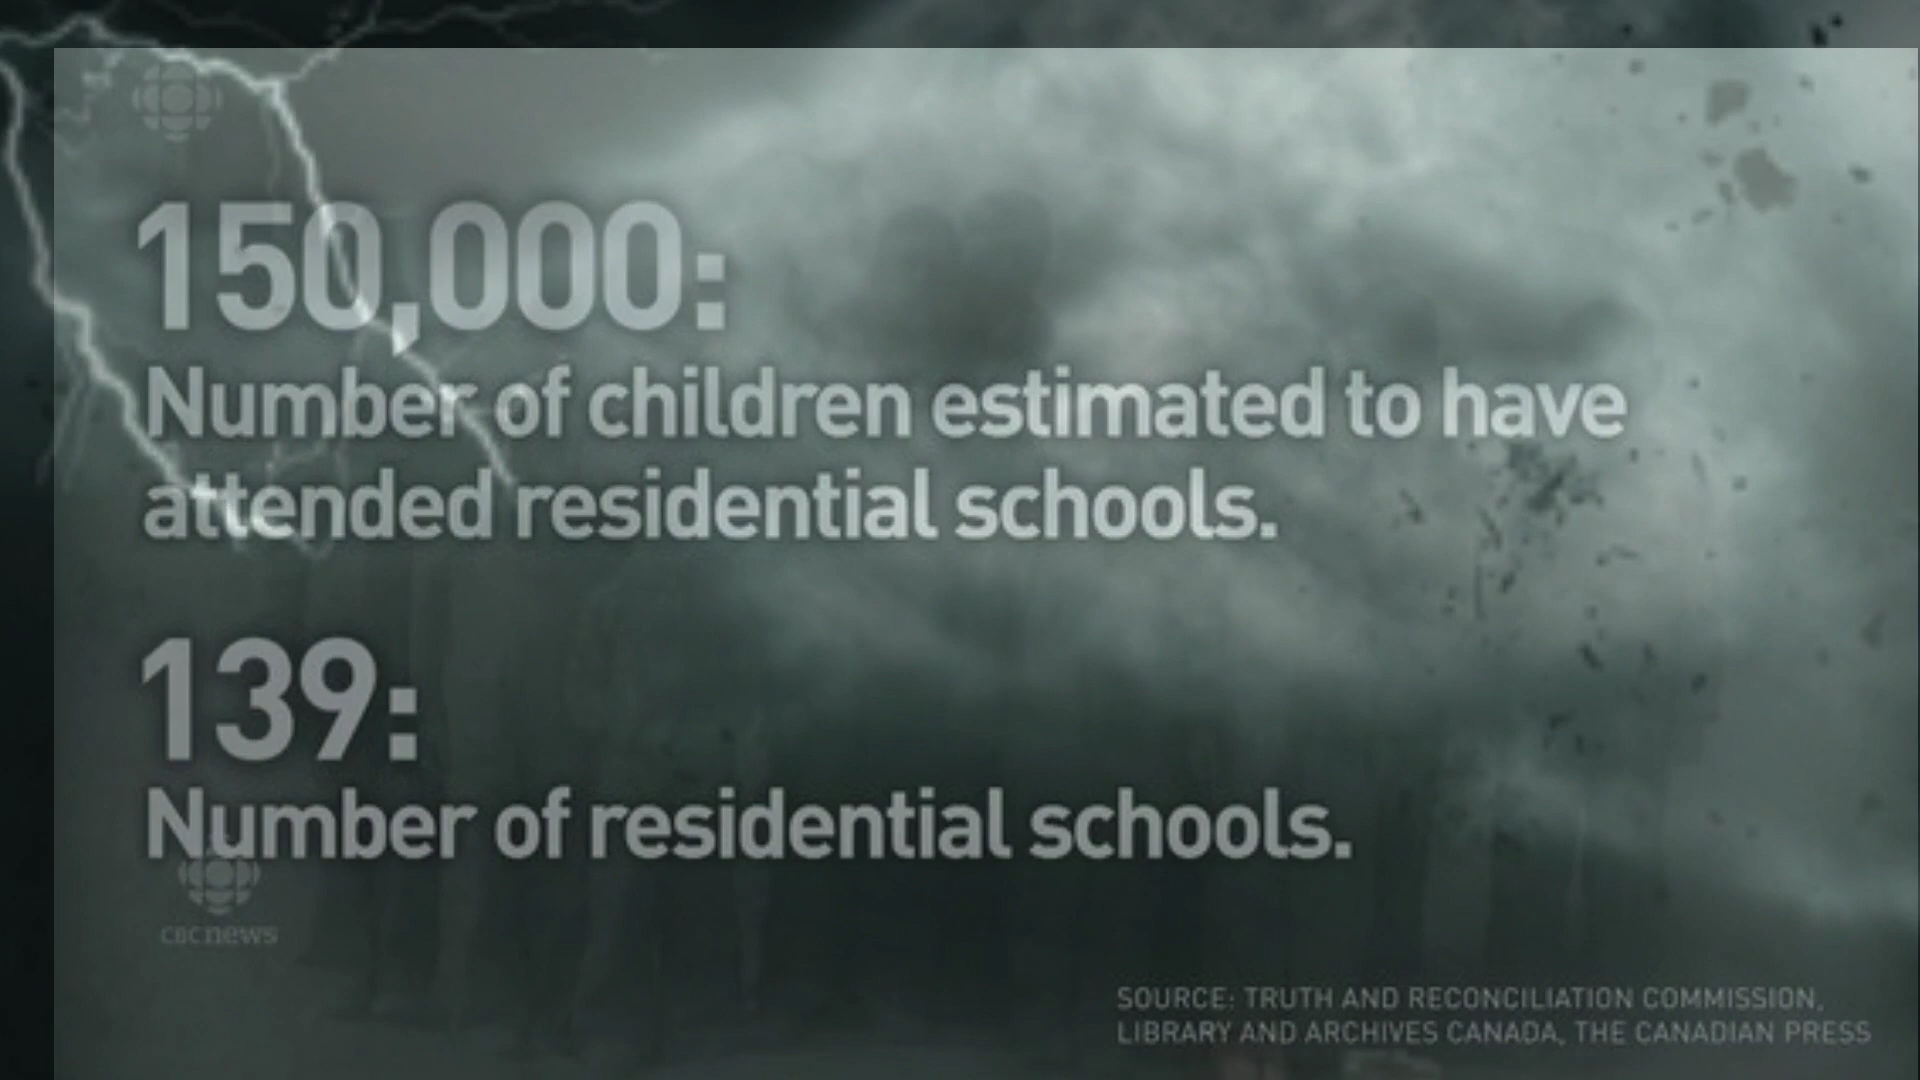 150,000:
Number of children estimated to have
attended residential schools.
139:
Number of residential schools.
CBCnews
SOURCE: TRUTH AND RECONCILIATION COMMISSION,
LIBRARY AND ARCHIVES CANADA, THE CANADIAN PRESS